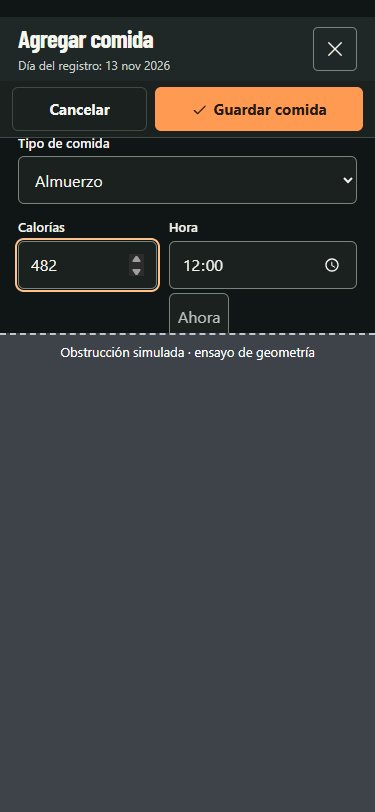 Agregar comida
Día del registro: 13 nov 2026
Cancelar
Guardar comida
Tipo de comida
Almuerzo
Calorías Hora
482 12:00
Ahora
Obstrucción simulada · ensayo de geometría